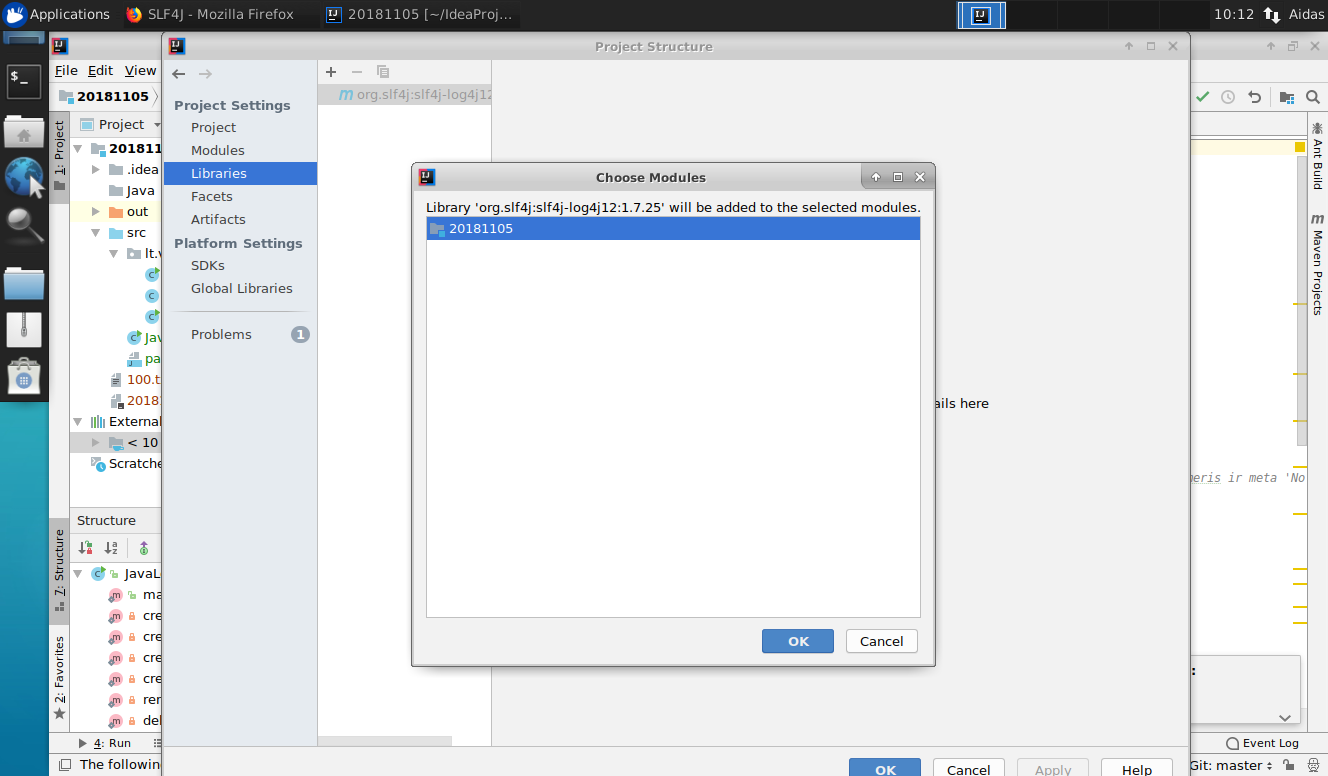 Applications
SLF4J - Mozilla Firefox
20181105 [~/IdeaProj...
10:12
Aidas
Project Structure
File Edit View
20181105
Project Settings
Project
Modules
Libraries
Facets
Artifacts
Platform Settings
SDKs
Global Libraries
Problems 1
org.slf4j:slf4j-log4j12
1: Project
Project
20181
.idea
Java
out
src
lt.v
Jav
pa
100.t
2018
External
< 10
Scratche
7: Structure
Structure
JavaL
ma
cre
cre
cre
cre
rer
del
2: Favorites
4: Run
The followin
Choose Modules
Library 'org.slf4j:slf4j-log4j12:1.7.25' will be added to the selected modules.
20181105
OK Cancel
ails here
OK Cancel Apply Help
Ant Build
Maven Projects
meris ir meta 'No
:
Event Log
Git: master